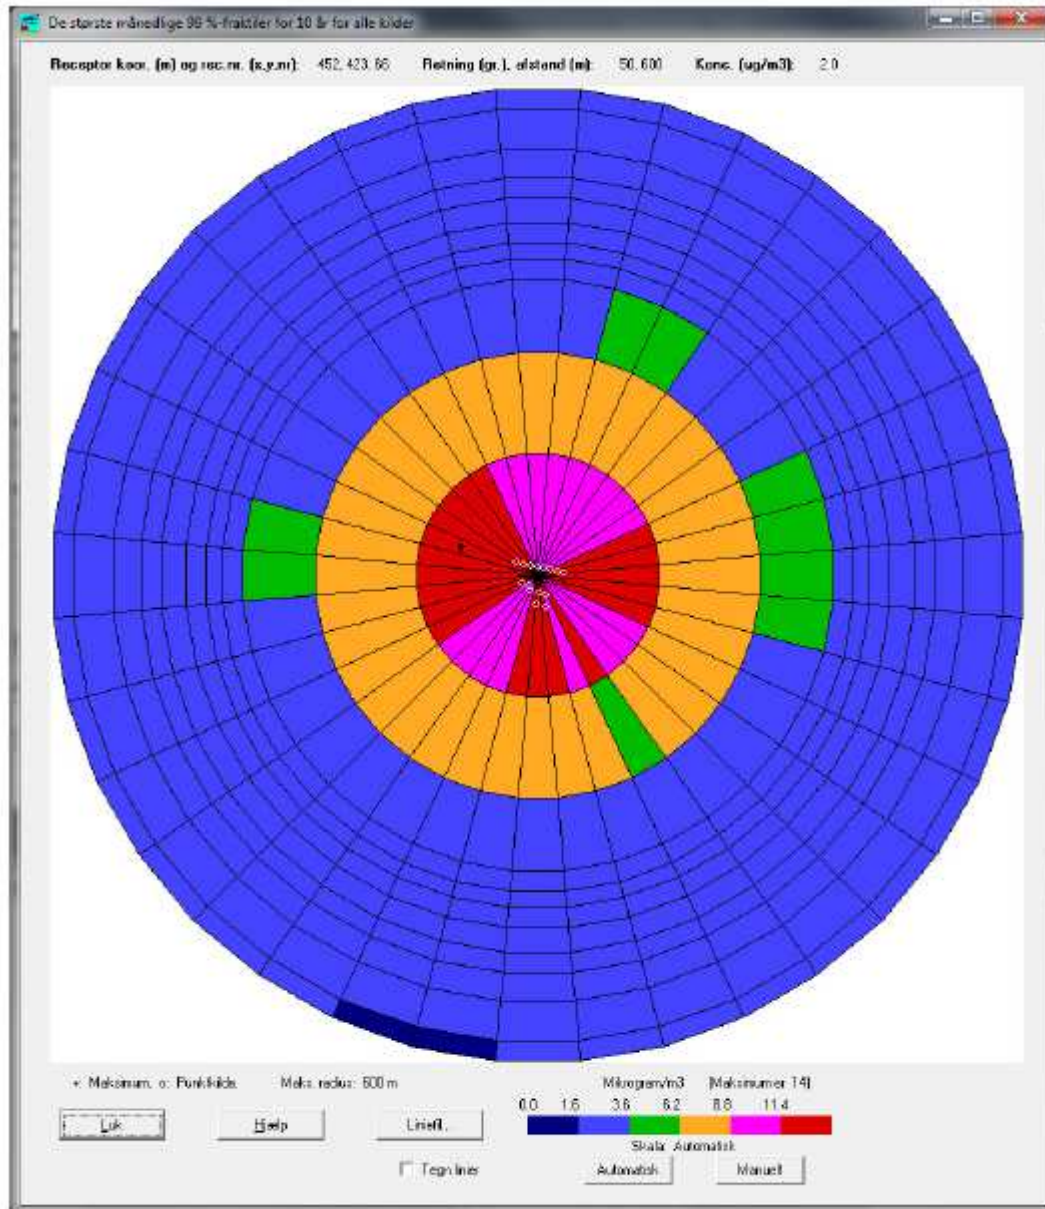 De største månedlige 99 %-fraktiler for 10 år for alle kilder
Receptor koor. (m) og rec.nr. (x,y,nr): 452, 423, 66 Retning (gr.), afstand (m): 50, 600 Konc. (ug/m3): 2.0
+: Maksimum, o: Punktkilde. Maks. radius: 600 m
Mikrogram/m3 (Maksimum= 14)
0.0 1.6 3.6 6.2 8.8 11.4
Luk Hjælp Liniefil...
Skala: Automatisk
Tegn linier Automatisk Manuelt